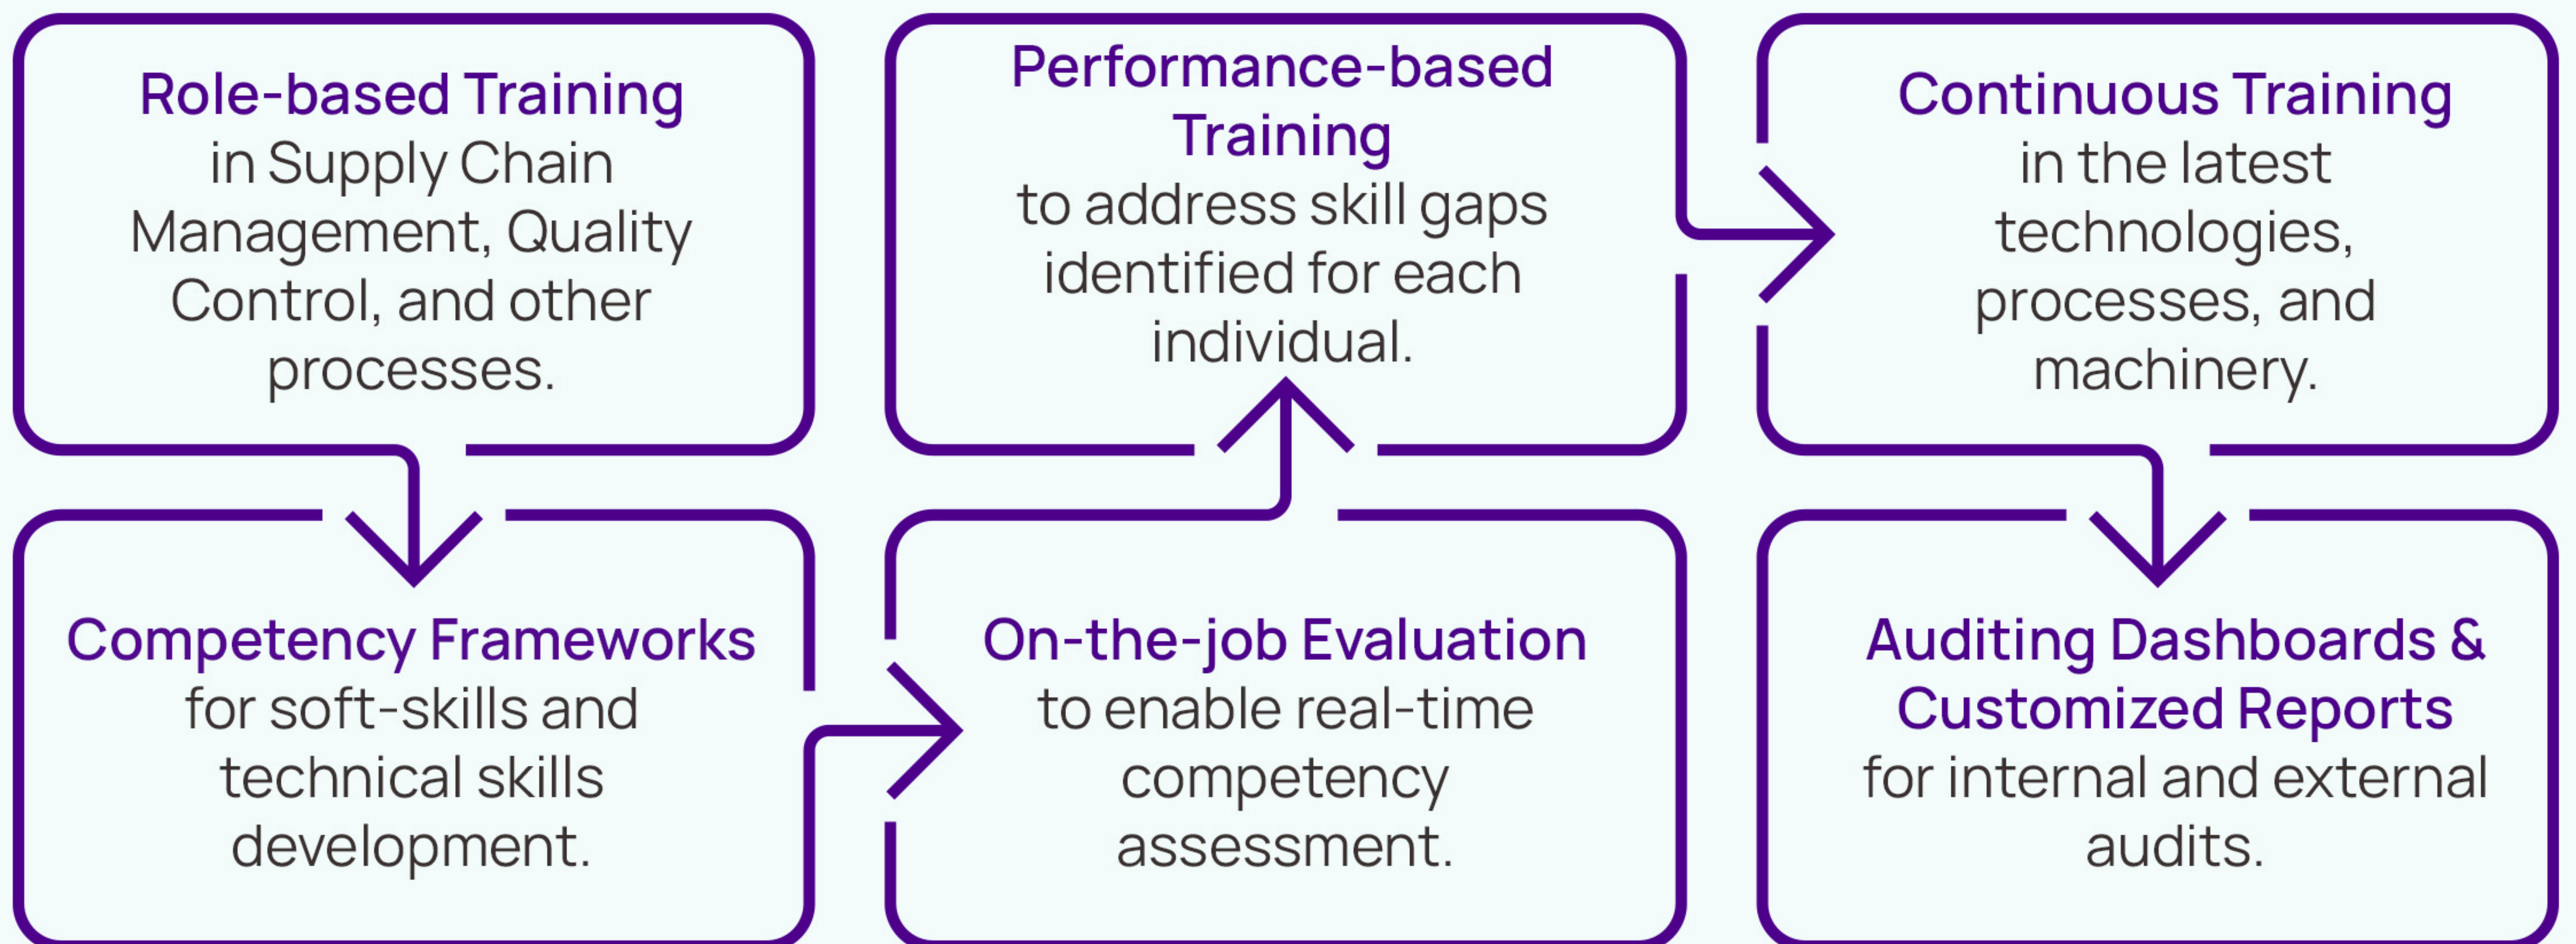 Role-based Training
in Supply Chain
Management, Quality
Control, and other
processes.
Competency Frameworks
for soft-skills and
technical skills
development.
On-the-job Evaluation
to enable real-time
competency
assessment.
Performance-based
Training
to address skill gaps
identified for each
individual.
Continuous Training
in the latest
technologies,
processes, and
machinery.
Auditing Dashboards &
Customized Reports
for internal and external
audits.